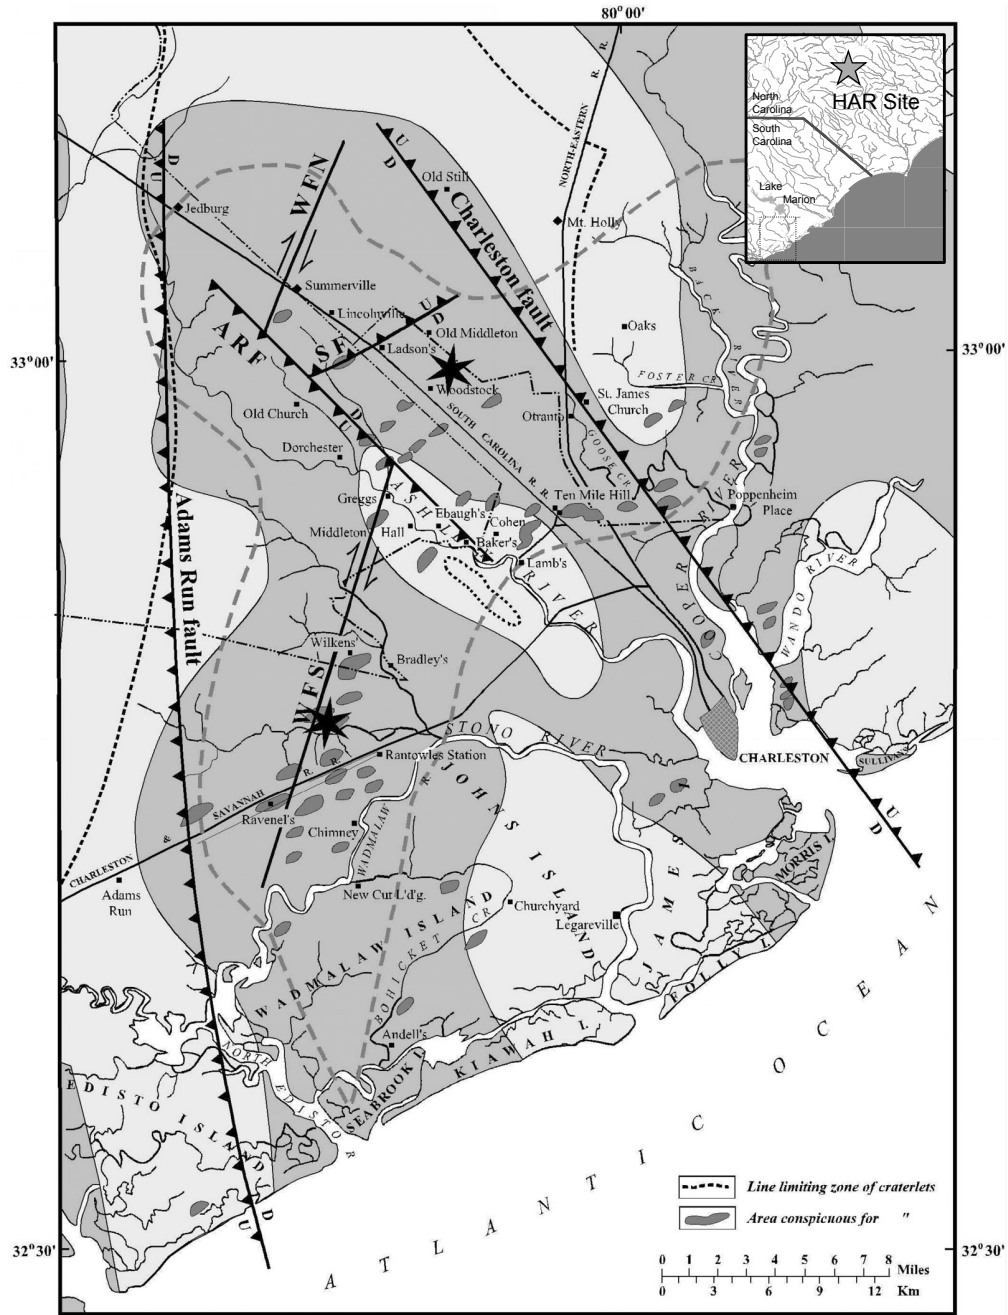 80°00'
North
Carolina
South
Carolina
HAR Site
Lake
Marion
NORTH-EASTERN R. R.
U
D
Old Still
Charleston fault
WFN
D
U
Jedburg
Mt. Holly
BACK RIVER
Summerville
Lincolnville
U
D
Old Middleton
Oaks
ARF
SF
Ladson's
33°00'
33°00'
FOSTER CR
Woodstock
St. James
Church
Old Church
D
U
SOUTH CAROLINA R. R.
Otranto
GOOSE CR
Dorchester
Greggs
Ten Mile Hill
Poppenheim
Place
Ebaugh's
Cohen
Middleton
Hall
Baker's
Lamb's
ASHLEY RIVER
COOPER RIVER
WANDO RIVER
Adams Run fault
Wilkens'
Bradley's
WFS
STONO RIVER
Rantowles Station
CHARLESTON
SULLIVANS
CHARLESTON & SAVANNAH R. R.
Ravenel's
Chimney
WADMALAW R.
JOHNS ISLAND
JAMES I
U
D
MORRIS I.
Adams
Run
New Cut L'd'g.
Churchyard
Legareville
WADMALAW ISLAND
BOHICKET CR
FOLLY I.
Andell's
KIAWAH I.
SEABROOK I
NORTH EDISTO R
EDISTO ISLAND
D
U
ATLANTIC OCEAN
Line limiting zone of craterlets
Area conspicuous for "
32°30'
32°30'
0 1 2 3 4 5 6 7 8
Miles
0 3 6 9 12
Km